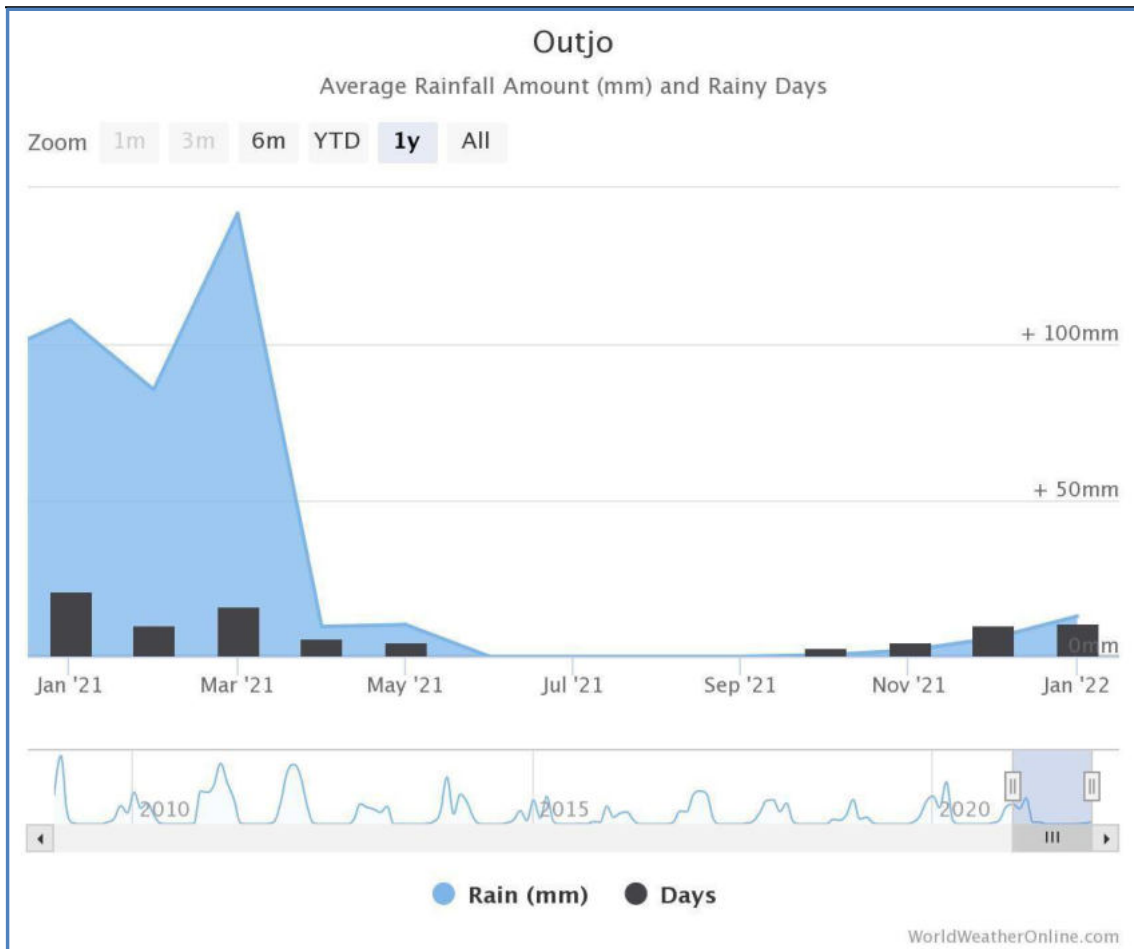 Outjo
Average Rainfall Amount (mm) and Rainy Days
Zoom 1m 3m 6m YTD 1y All
+ 100mm
+ 50mm
0mm
Jan '21 Mar '21 May '21 Jul '21 Sep '21 Nov '21 Jan '22
2010 2015 2020
Rain (mm) Days
WorldWeatherOnline.com